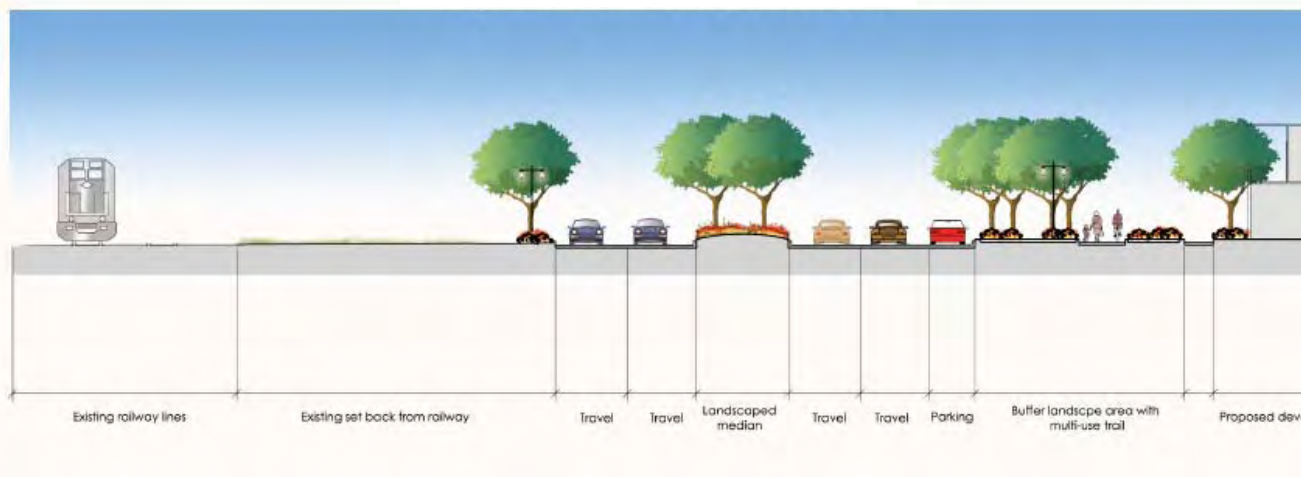 Existing railway lines
Existing set back from railway
Travel
Travel
Landscaped
median
Travel
Travel
Parking
Buffer landscpe area with
multi-use trail
Proposed deve